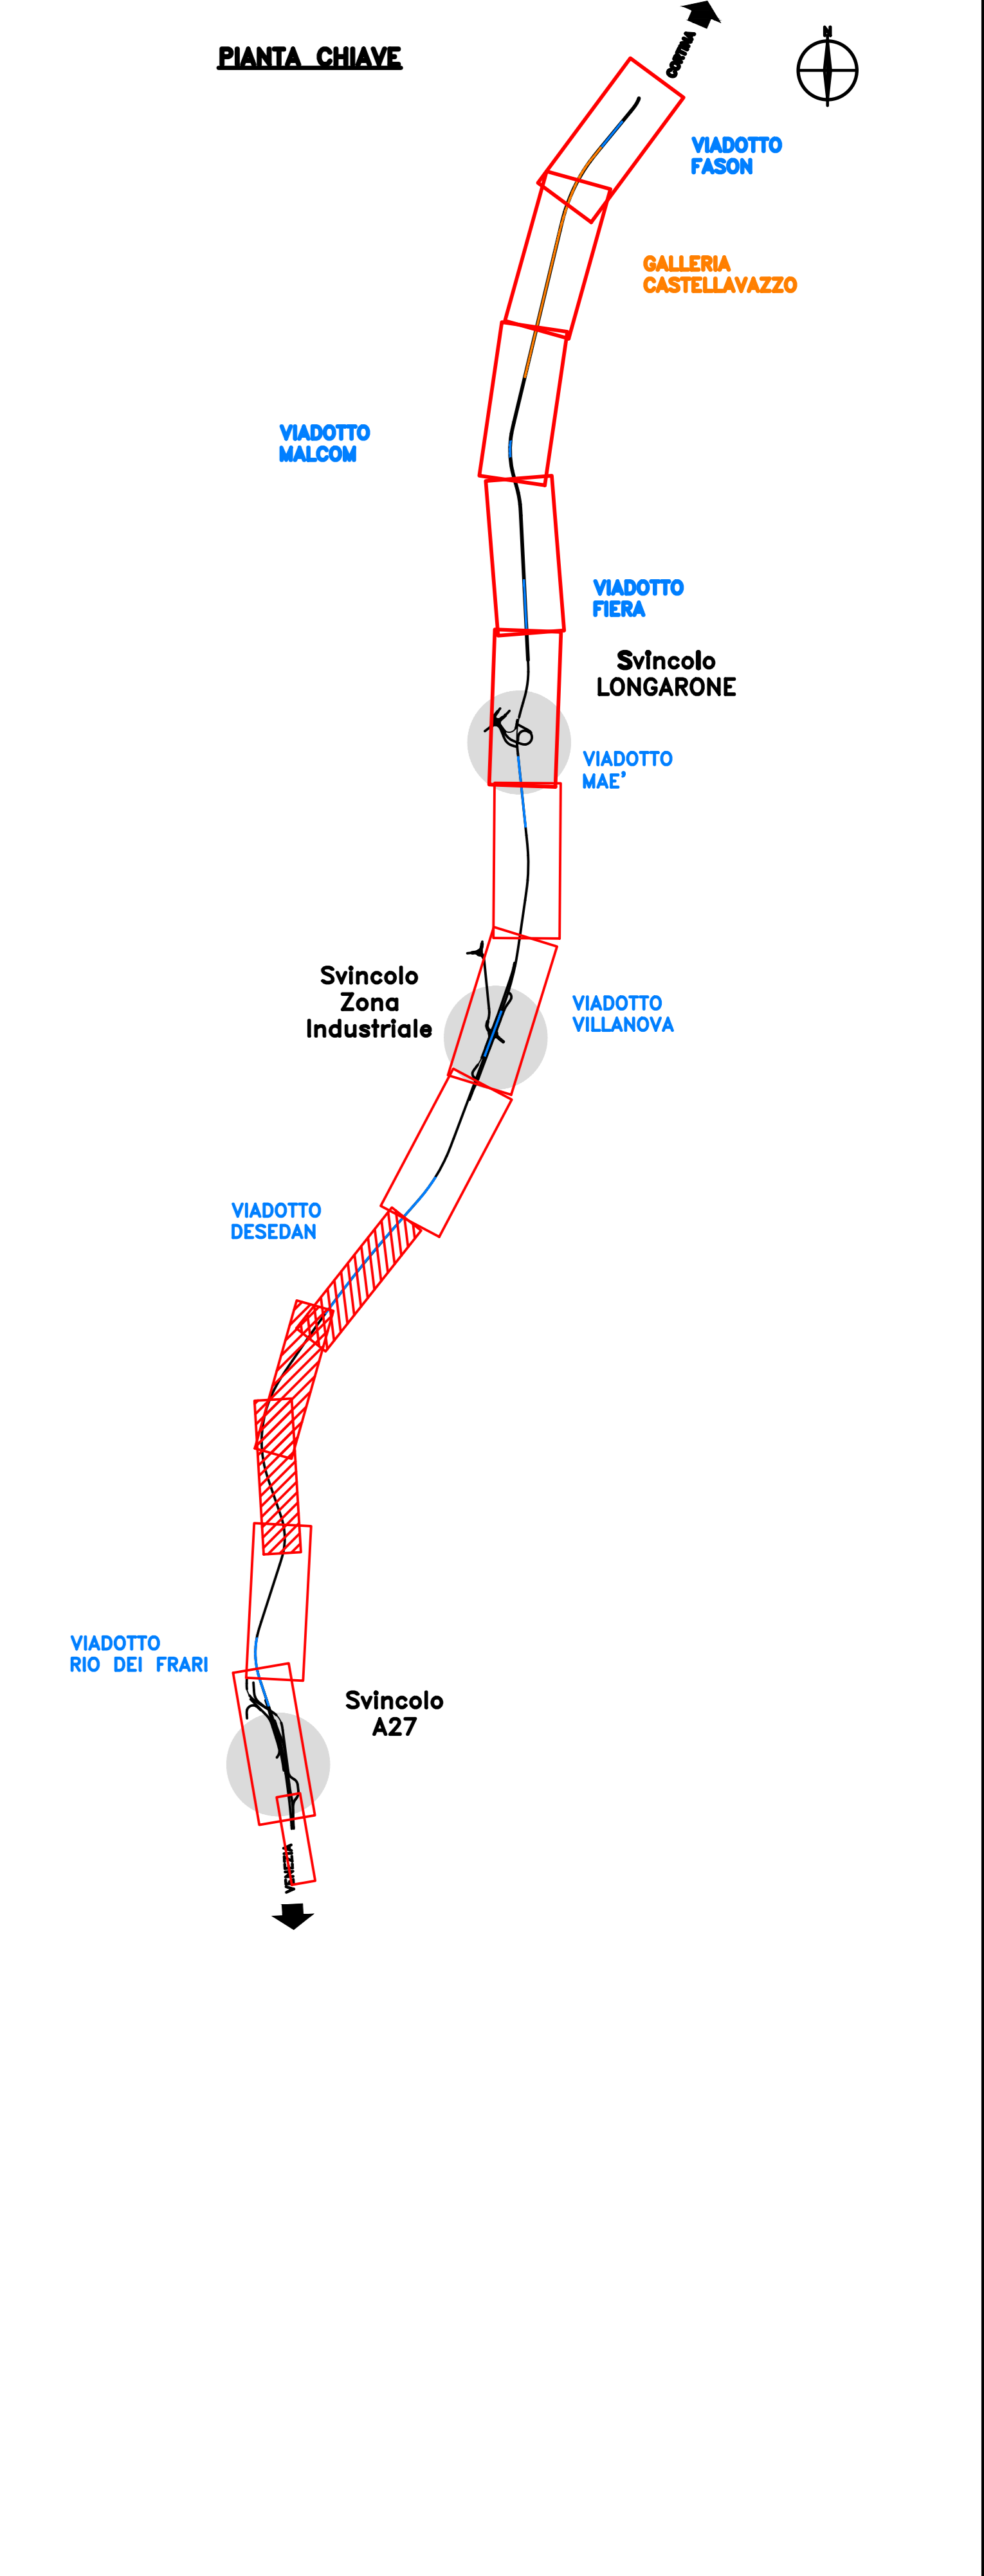 PIANTA CHIAVE
N
CORTINA
VIADOTTO
FASON
GALLERIA
CASTELLAVAZZO
VIADOTTO
MALCOM
VIADOTTO
FIERA
Svincolo
LONGARONE
VIADOTTO
MAE'
Svincolo
Zona
Industriale
VIADOTTO
VILLANOVA
VIADOTTO
DESEDAN
VIADOTTO
RIO DEI FRARI
Svincolo
A27
VENEZIA